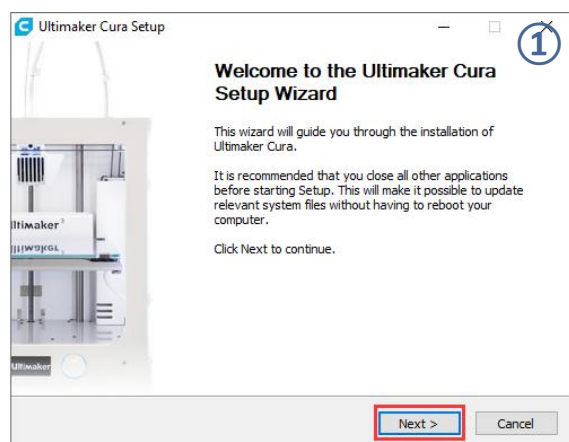 Ultimaker Cura Setup
①
Welcome to the Ultimaker Cura
Setup Wizard
This wizard will guide you through the installation of
Ultimaker Cura.
It is recommended that you close all other applications
before starting Setup. This will make it possible to update
relevant system files without having to reboot your
computer.
Click Next to continue.
Ultimaker³
Ultimaker
Next >
Cancel